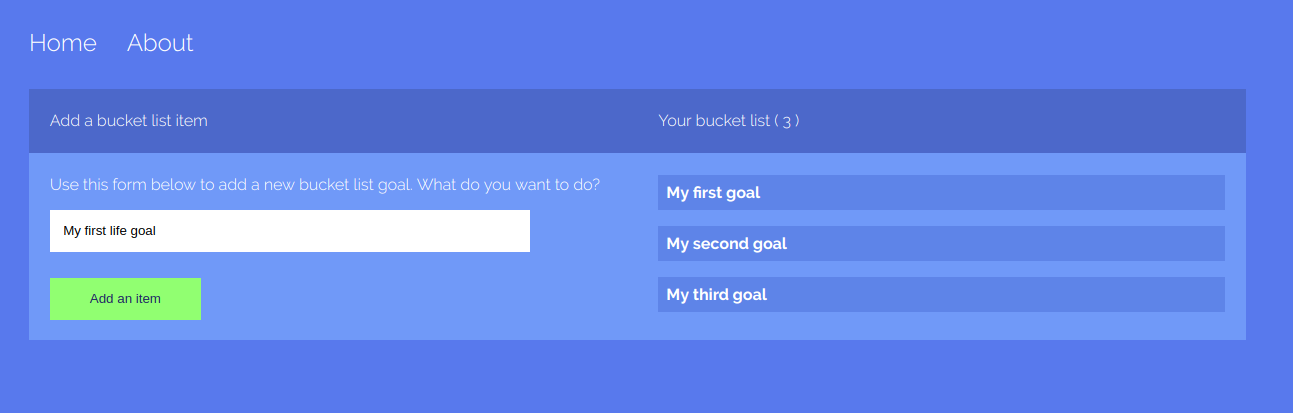 Home About
Add a bucket list item
Your bucket list ( 3 )
Use this form below to add a new bucket list goal. What do you want to do?
My first life goal
Add an item
My first goal
My second goal
My third goal